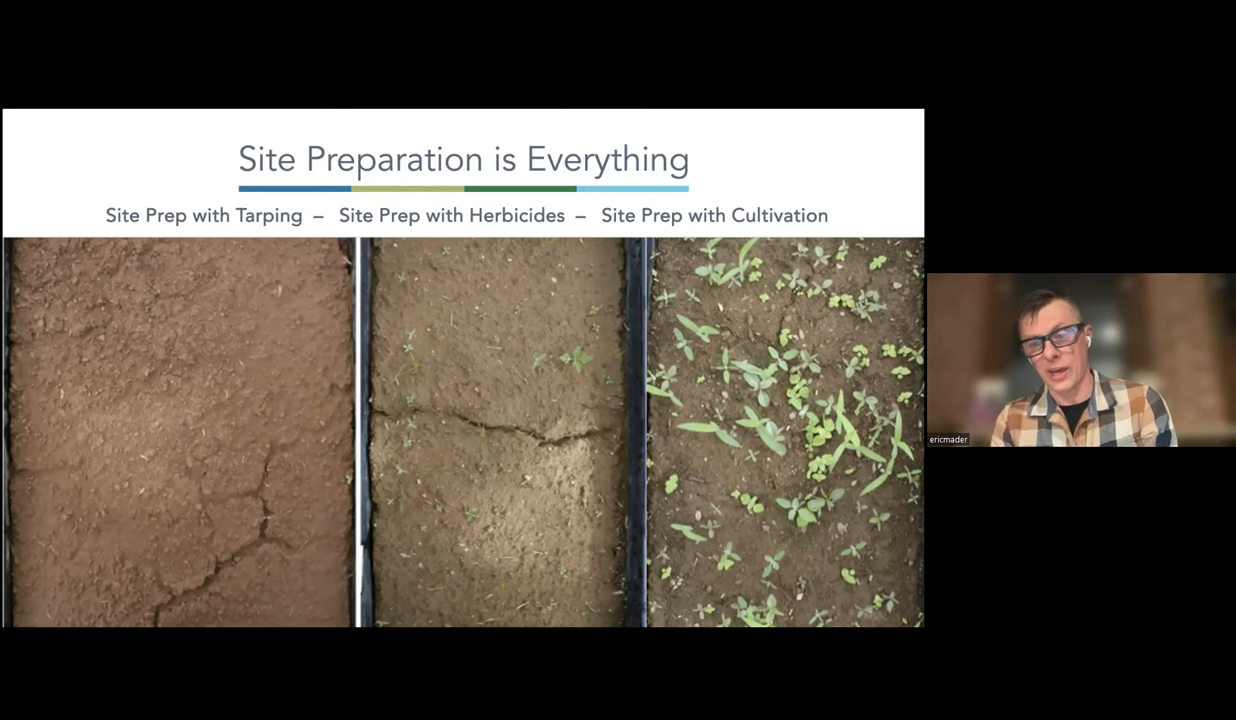 Site Preparation is Everything
Site Prep with Tarping – Site Prep with Herbicides – Site Prep with Cultivation
ericmader